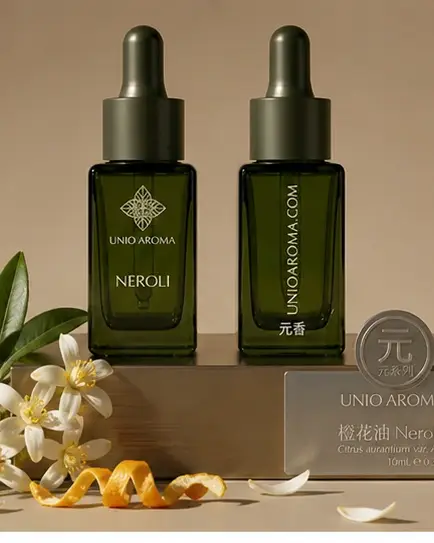 UNIO AROMA
NEROLI
UNIOAROMA.COM
元香
元
元系列
UNIO AROM
橙花油 Nero
Citrus aurantium var.
10mL ℮ 0.